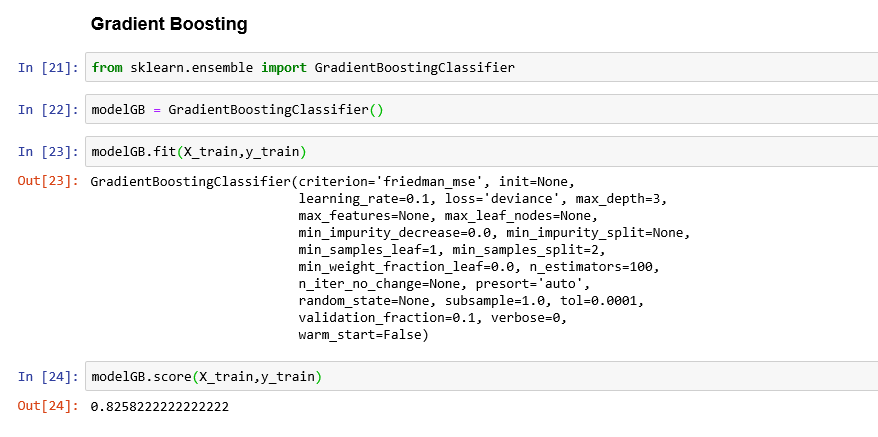 Gradient Boosting
In [21]: from sklearn.ensemble import GradientBoostingClassifier
In [22]: modelGB = GradientBoostingClassifier()
In [23]: modelGB.fit(X_train,y_train)
Out[23]: GradientBoostingClassifier(criterion='friedman_mse', init=None,
learning_rate=0.1, loss='deviance', max_depth=3,
max_features=None, max_leaf_nodes=None,
min_impurity_decrease=0.0, min_impurity_split=None,
min_samples_leaf=1, min_samples_split=2,
min_weight_fraction_leaf=0.0, n_estimators=100,
n_iter_no_change=None, presort='auto',
random_state=None, subsample=1.0, tol=0.0001,
validation_fraction=0.1, verbose=0,
warm_start=False)
In [24]: modelGB.score(X_train,y_train)
Out[24]: 0.8258222222222222